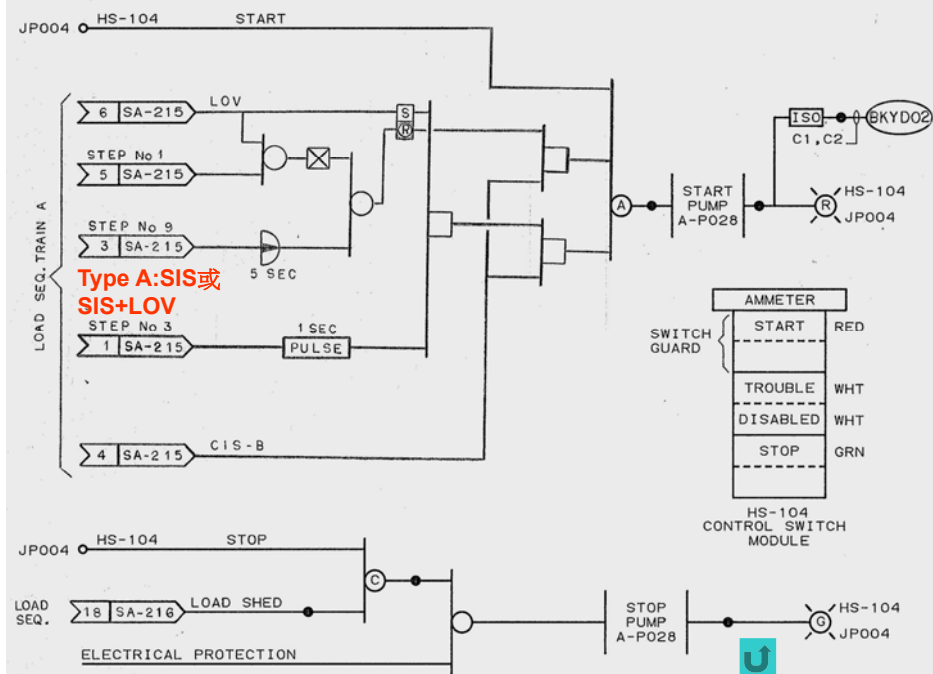 JP004 HS-104 START
LOAD SEQ. TRAIN A
6 SA-215 LOV
S
R
STEP No 1
5 SA-215
STEP No 9
3 SA-215
5 SEC
Type A:SIS或
SIS+LOV
STEP No 3
1 SA-215
1 SEC
PULSE
4 SA-215 CIS-B
A
START
PUMP
A-P028
ISO
C1,C2
BKYD02
R
HS-104
JP004
AMMETER
SWITCH
GUARD
START RED
TROUBLE WHT
DISABLED WHT
STOP GRN
HS-104
CONTROL SWITCH
MODULE
JP004 HS-104 STOP
LOAD
SEQ.
18 SA-216 LOAD SHED
C
ELECTRICAL PROTECTION
STOP
PUMP
A-P028
G
HS-104
JP004